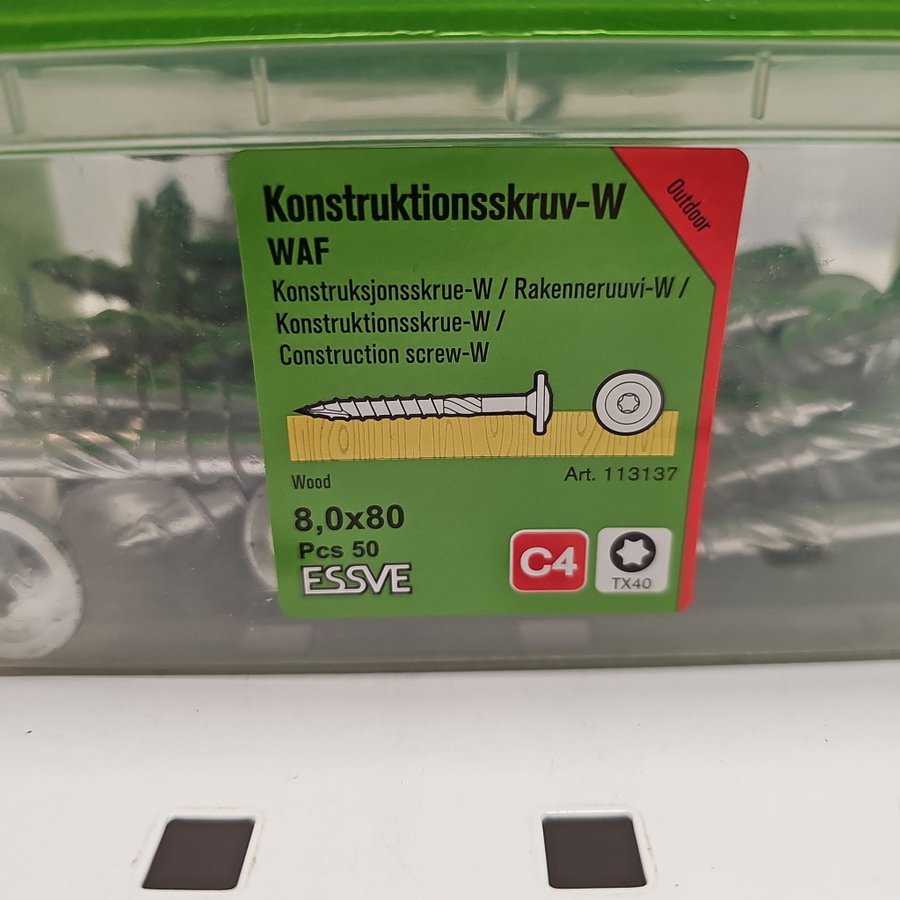 Outdoor
Konstruktionsskruv-W
WAF
Konstruksjonsskrue-W / Rakenneruuvi-W /
Konstruktionsskrue-W /
Construction screw-W
Wood
Art. 113137
8,0x80
Pcs 50
ESSVE
C4
TX40